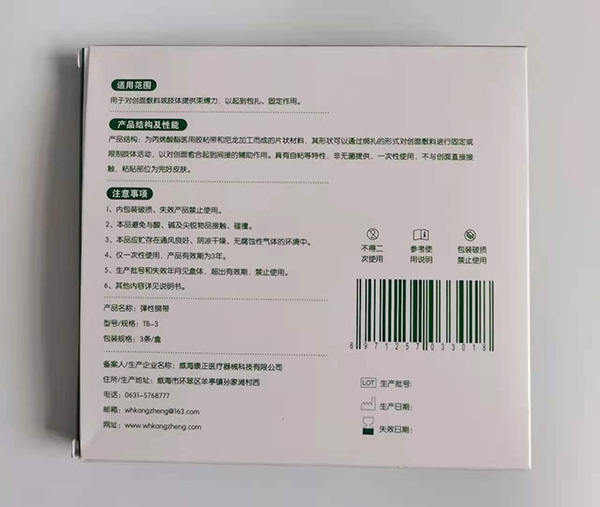 适用范围
用于对创面敷料或肢体提供束缚力，以起到包扎、固定作用。
产品结构及性能
产品结构，为丙烯酸酯医用胶粘带和尼龙加工而成的片状材料，其形状可以通过绑扎的形式对创面敷料进行固定或
限制肢体活动，以对创面愈合起到间接的辅助作用。具有自粘等特性，非无菌提供，一次性使用，不与创面直接接
触，粘贴部位为完好皮肤。
注意事项
1、内包装破损、失效产品禁止使用。
2、本品避免与酸、碱及尖锐物品接触、碰撞。
3、本品应贮存在通风良好、阴凉干燥、无腐蚀性气体的环境中。
4、仅一次性使用，产品有效期为3年。
5、生产批号和失效年月见盒体，超出有效期，禁止使用。
6、其他内容详见说明书。
产品名称：弹性绷带
型号/规格：TB-3
包装规格：3条/盒
备案人/生产企业名称：威海康正医疗器械科技有限公司
住所/生产地址：威海市环翠区羊亭镇孙家滩村西
电话：0631-5768777
邮箱：whkangzheng@163.com
网址：www.whkangzheng.com
不得二
次使用
参考使
用说明
包装破损
禁止使用
6971257033018
LOT 生产批号：
生产日期：
失效日期：